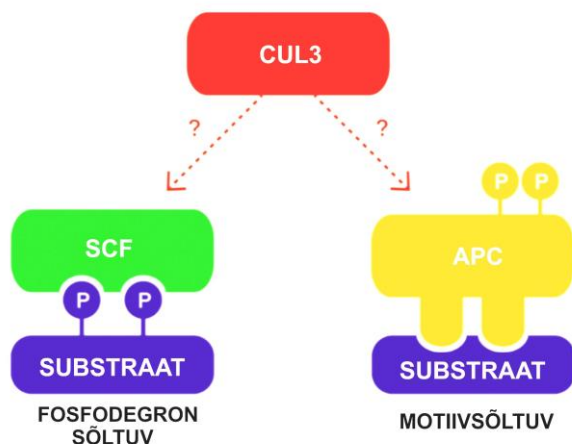 CUL3
?
?
P P
SCF
APC
P P
SUBSTRAAT
SUBSTRAAT
FOSFODEGRON
SÕLTUV
MOTIIVSÕLTUV